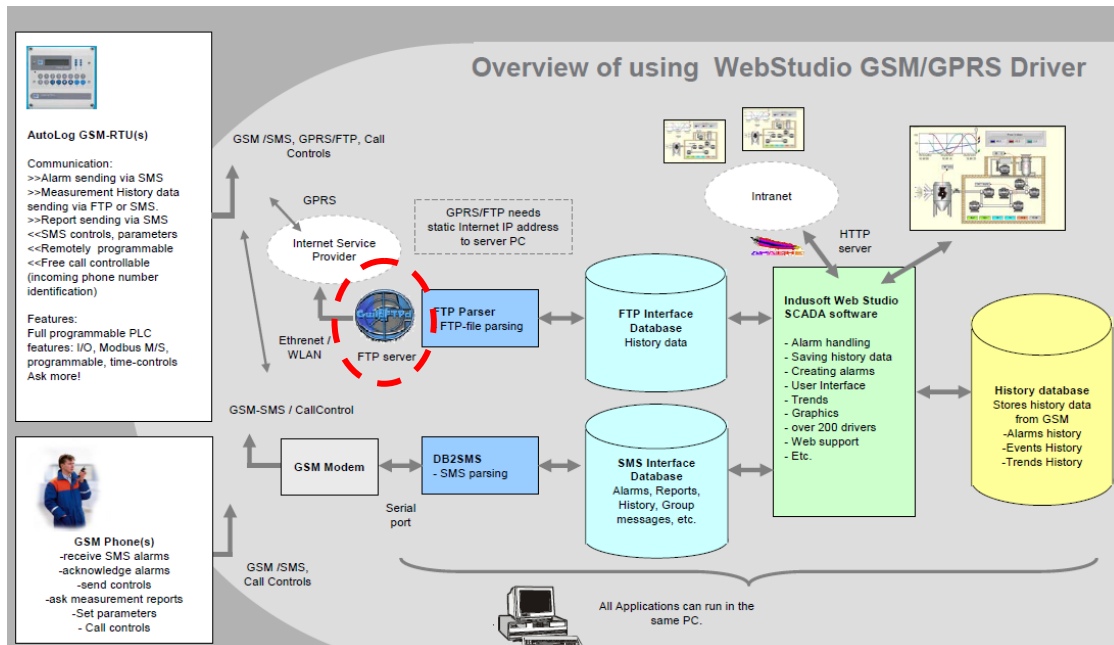 Overview of using WebStudio GSM/GPRS Driver
AutoLog GSM-RTU(s)
Communication:
>>Alarm sending via SMS
>>Measurement History data
sending via FTP or SMS.
>>Report sending via SMS
<<SMS controls, parameters
<<Remotely programable
<<Free call controllable
(incoming phone number
identification)
Features:
Full programmable PLC
features: I/O, Modbus M/S,
programmable, time-controls
Ask more!
GSM /SMS, GPRS/FTP, Call
Controls
GPRS
Internet Service
Provider
GPRS/FTP needs
static Internet IP address
to server PC
Intranet
HTTP
server
APACHE
Ethrenet /
WLAN
FTP server
FTP Parser
- FTP-file parsing
FTP Interface
Database
History data
Indusoft Web Studio
SCADA software
- Alarm handling
- Saving history data
- Creating alarms
- User Interface
- Trends
- Graphics
- over 200 drivers
- Web support
- Etc.
History database
Stores history data
from GSM
-Alarms history
-Events History
-Trends History
GSM-SMS / CallControl
GSM Modem
Serial
port
DB2SMS
- SMS parsing
SMS Interface
Database
Alarms, Reports,
History, Group
messages, etc.
GSM Phone(s)
-receive SMS alarms
-acknowledge alarms
-send controls
-ask measurement reports
-Set parameters
- Call controls
GSM /SMS,
Call Controls
All Applications can run in the
same PC.